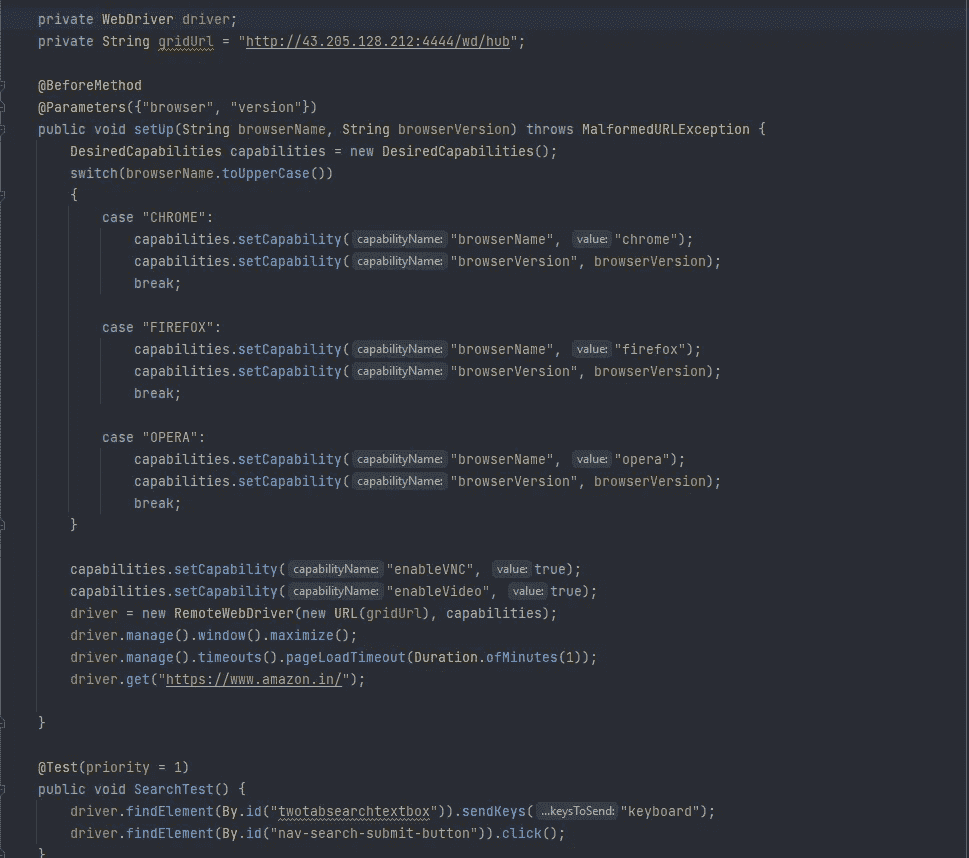 private WebDriver driver;
private String gridUrl = "http://43.205.128.212:4444/wd/hub";
@BeforeMethod
@Parameters({"browser", "version"})
public void setUp(String browserName, String browserVersion) throws MalformedURLException {
DesiredCapabilities capabilities = new DesiredCapabilities();
switch(browserName.toUpperCase())
{
case "CHROME":
capabilities.setCapability( capabilityName: "browserName", value: "chrome");
capabilities.setCapability( capabilityName: "browserVersion", browserVersion);
break;
case "FIREFOX":
capabilities.setCapability( capabilityName: "browserName", value: "firefox");
capabilities.setCapability( capabilityName: "browserVersion", browserVersion);
break;
case "OPERA":
capabilities.setCapability( capabilityName: "browserName", value: "opera");
capabilities.setCapability( capabilityName: "browserVersion", browserVersion);
break;
}
capabilities.setCapability( capabilityName: "enableVNC", value: true);
capabilities.setCapability( capabilityName: "enableVideo", value: true);
driver = new RemoteWebDriver(new URL(gridUrl), capabilities);
driver.manage().window().maximize();
driver.manage().timeouts().pageLoadTimeout(Duration.ofMinutes(1));
driver.get("https://www.amazon.in/");
}
@Test(priority = 1)
public void SearchTest() {
driver.findElement(By.id("twotabsearchtextbox")).sendKeys( ...keysToSend: "keyboard");
driver.findElement(By.id("nav-search-submit-button")).click();
}